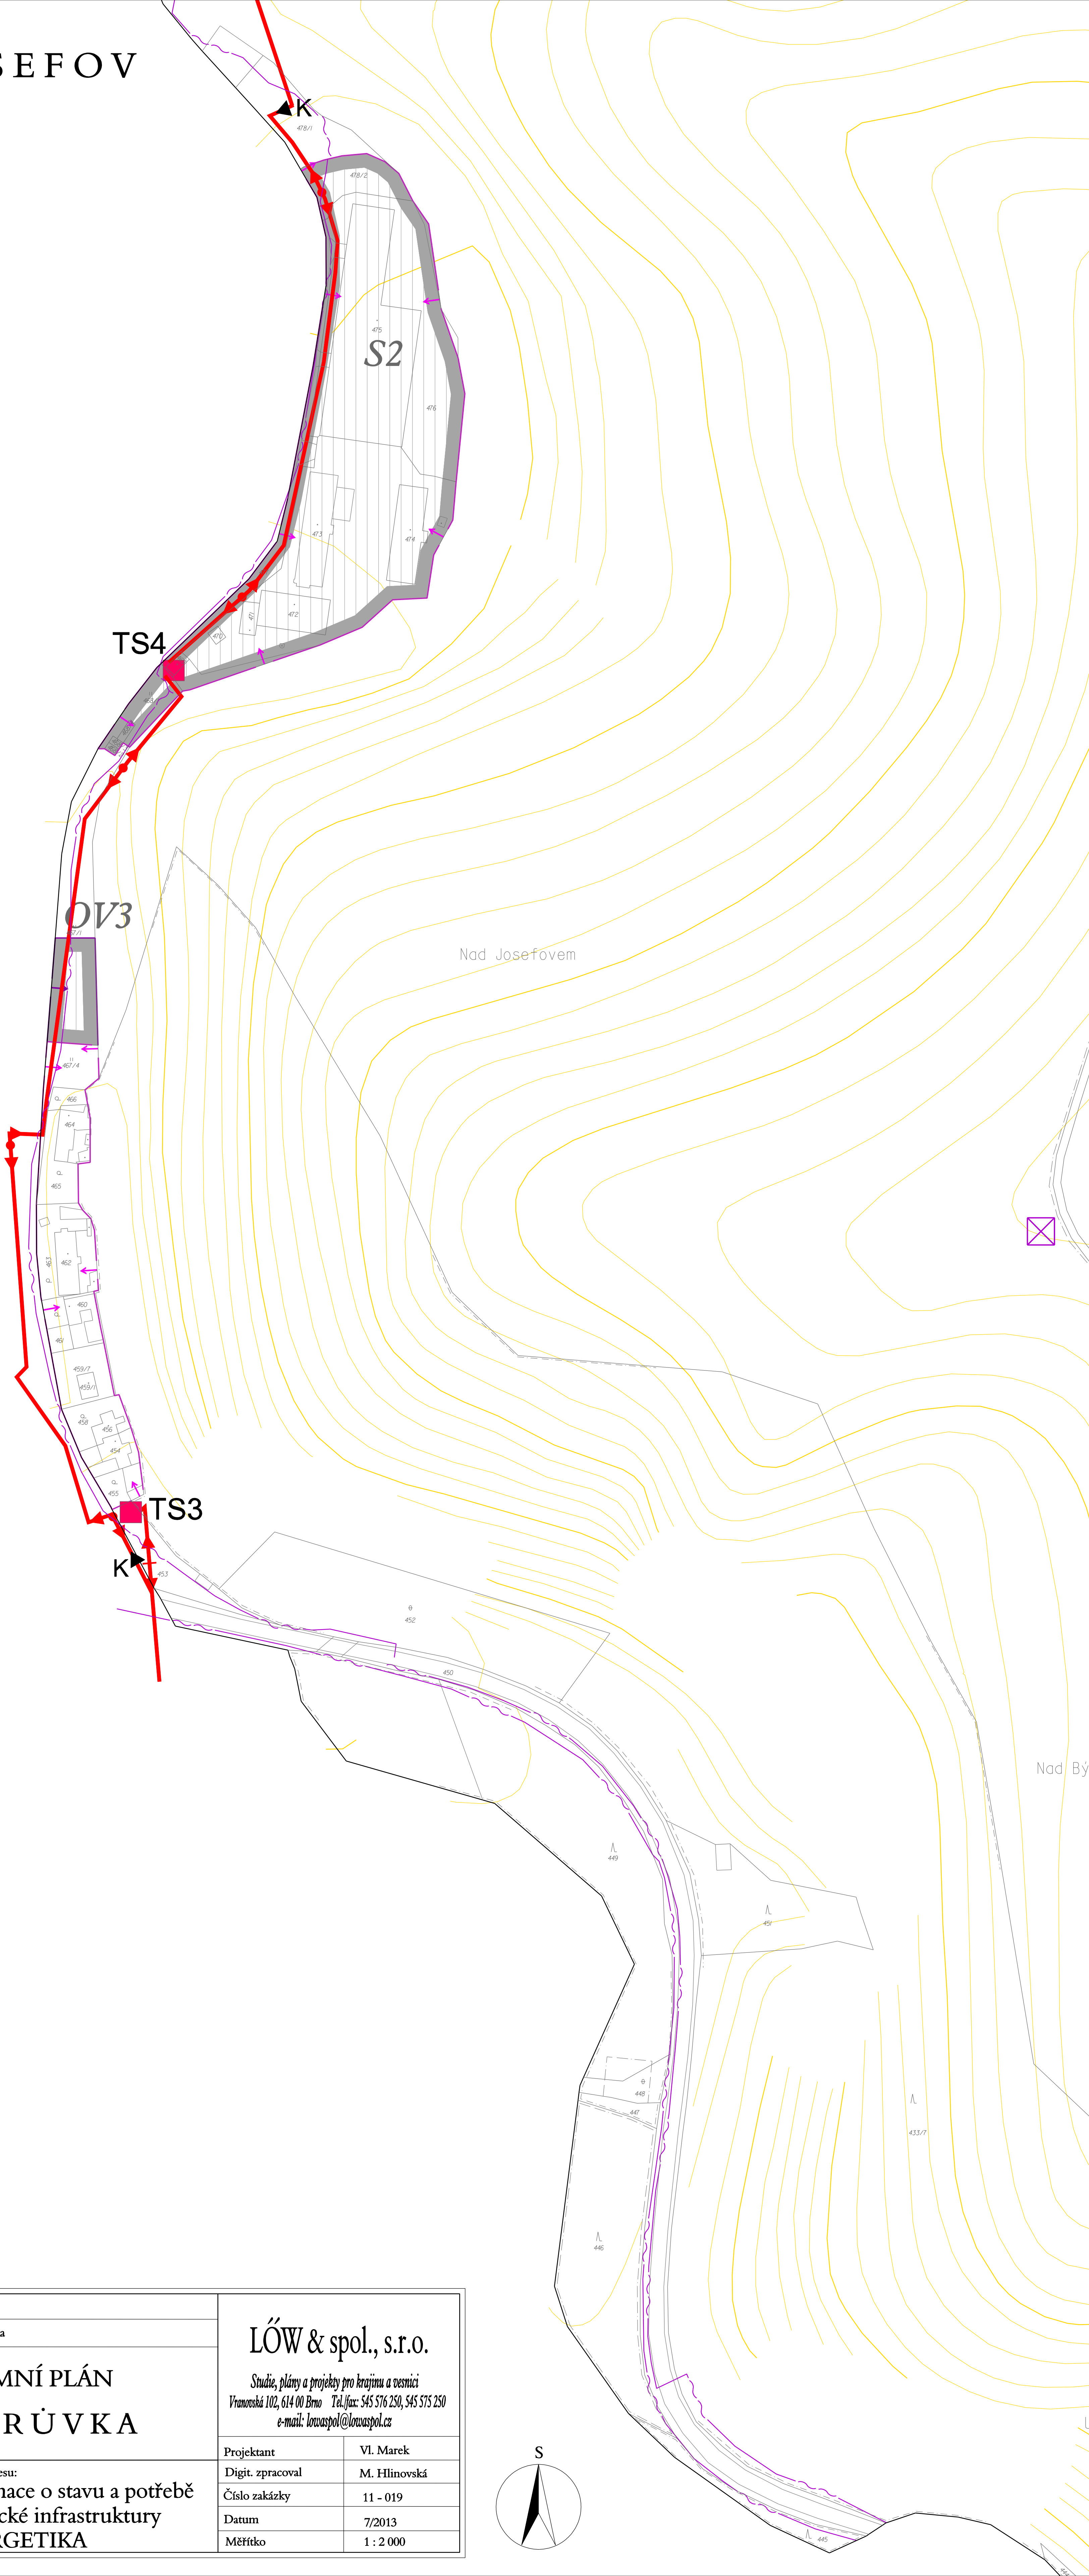 SEFOV
K
478/1
478/2
475
S2
476
473
474
472
471
470
TS4
OV3
7/1
Nad Josefovem
467/4
466
464
465
463
462
460
461
459/7
459/1
458
456
454
455
TS3
K
453
452
450
Nad Bý
449
451
448
447
433/7
446
445
a
MNÍ PLÁN
RŮVKA
esu:
nace o stavu a potřebě
cké infrastruktury
RGETIKA
LŐW & spol., s.r.o.
Studie, plány a projekty pro krajinu a vesnici
Vranovská 102, 614 00 Brno Tel./fax: 545 576 250, 545 575 250
e-mail: lowaspol@lowaspol.cz
Projektant Vl. Marek
Digit. zpracoval M. Hlinovská
Číslo zakázky 11 - 019
Datum 7/2013
Měřítko 1 : 2 000
S